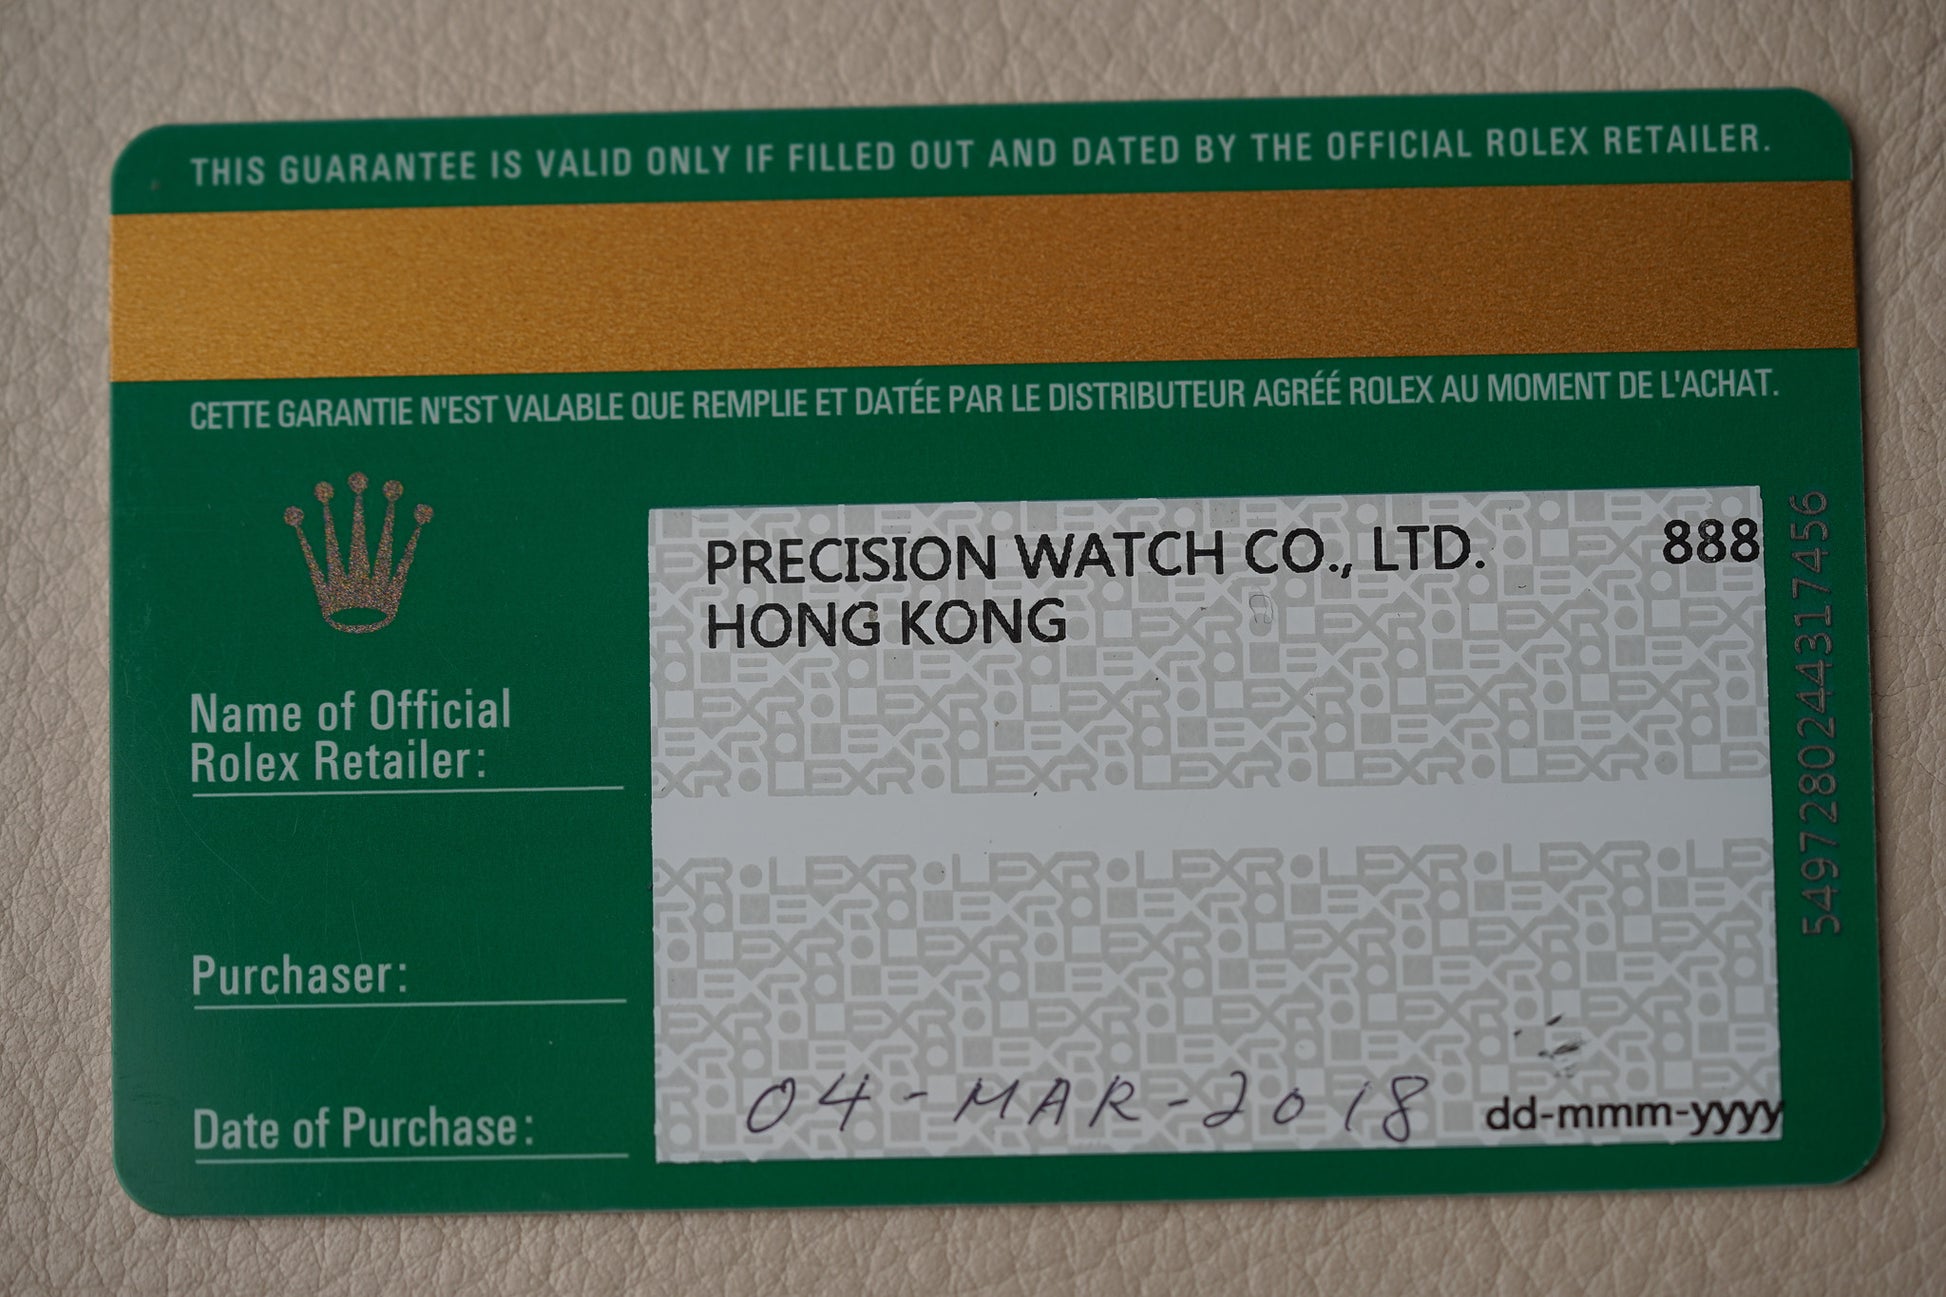 THIS GUARANTEE IS VALID ONLY IF FILLED OUT AND DATED BY THE OFFICIAL ROLEX RETAILER.
CETTE GARANTIE N'EST VALABLE QUE REMPLIE ET DATÉE PAR LE DISTRIBUTEUR AGRÉÉ ROLEX AU MOMENT DE L'ACHAT.
PRECISION WATCH CO., LTD. 888
HONG KONG
Name of Official
Rolex Retailer:
Purchaser:
Date of Purchase: 04-MAR-2018 dd-mmm-yyyy
5497280244317456